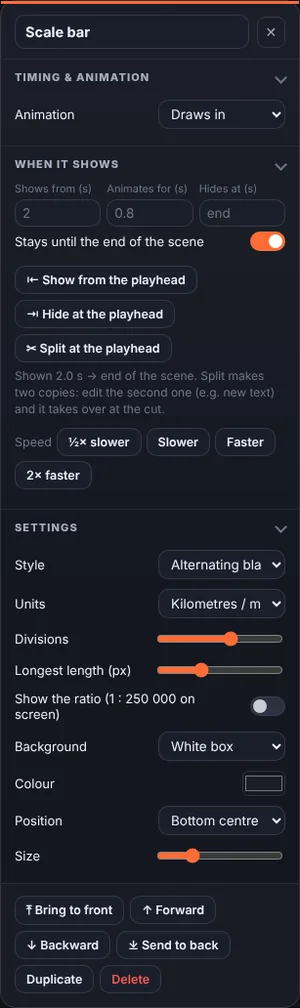 Scale bar ✕
TIMING & ANIMATION
Animation Draws in
WHEN IT SHOWS
Shows from (s) Animates for (s) Hides at (s)
2 0.8 end
Stays until the end of the scene
⇤ Show from the playhead
⇥ Hide at the playhead
✂ Split at the playhead
Shown 2.0 s → end of the scene. Split makes
two copies: edit the second one (e.g. new text)
and it takes over at the cut.
Speed ½× slower Slower Faster
2× faster
SETTINGS
Style Alternating bla
Units Kilometres / m
Divisions
Longest length (px)
Show the ratio (1 : 250 000 on
screen)
Background White box
Colour
Position Bottom centre
Size
⤒ Bring to front ↑ Forward
↓ Backward ⤓ Send to back
Duplicate Delete